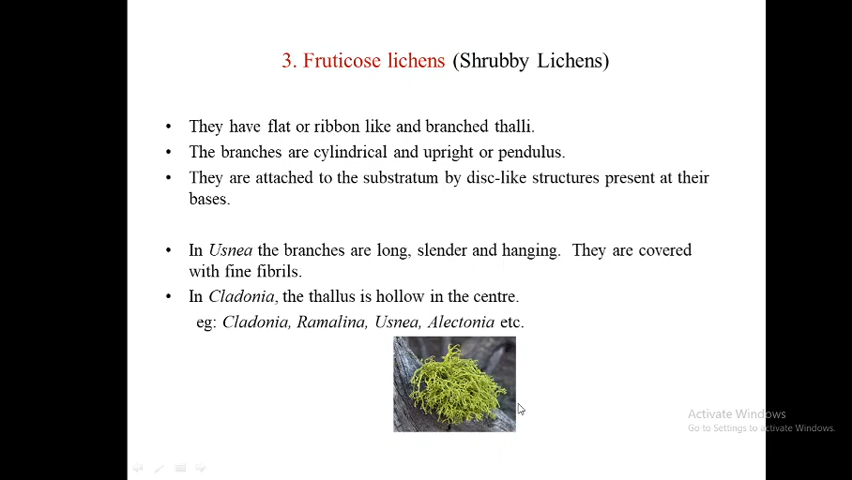 3. Fruticose lichens (Shrubby Lichens)
• They have flat or ribbon like and branched thalli.
• The branches are cylindrical and upright or pendulus.
• They are attached to the substratum by disc-like structures present at their
bases.
• In Usnea the branches are long, slender and hanging. They are covered
with fine fibrils.
• In Cladonia, the thallus is hollow in the centre.
eg: Cladonia, Ramalina, Usnea, Alectonia etc.
Activate Windows
Go to Settings to activate Windows.